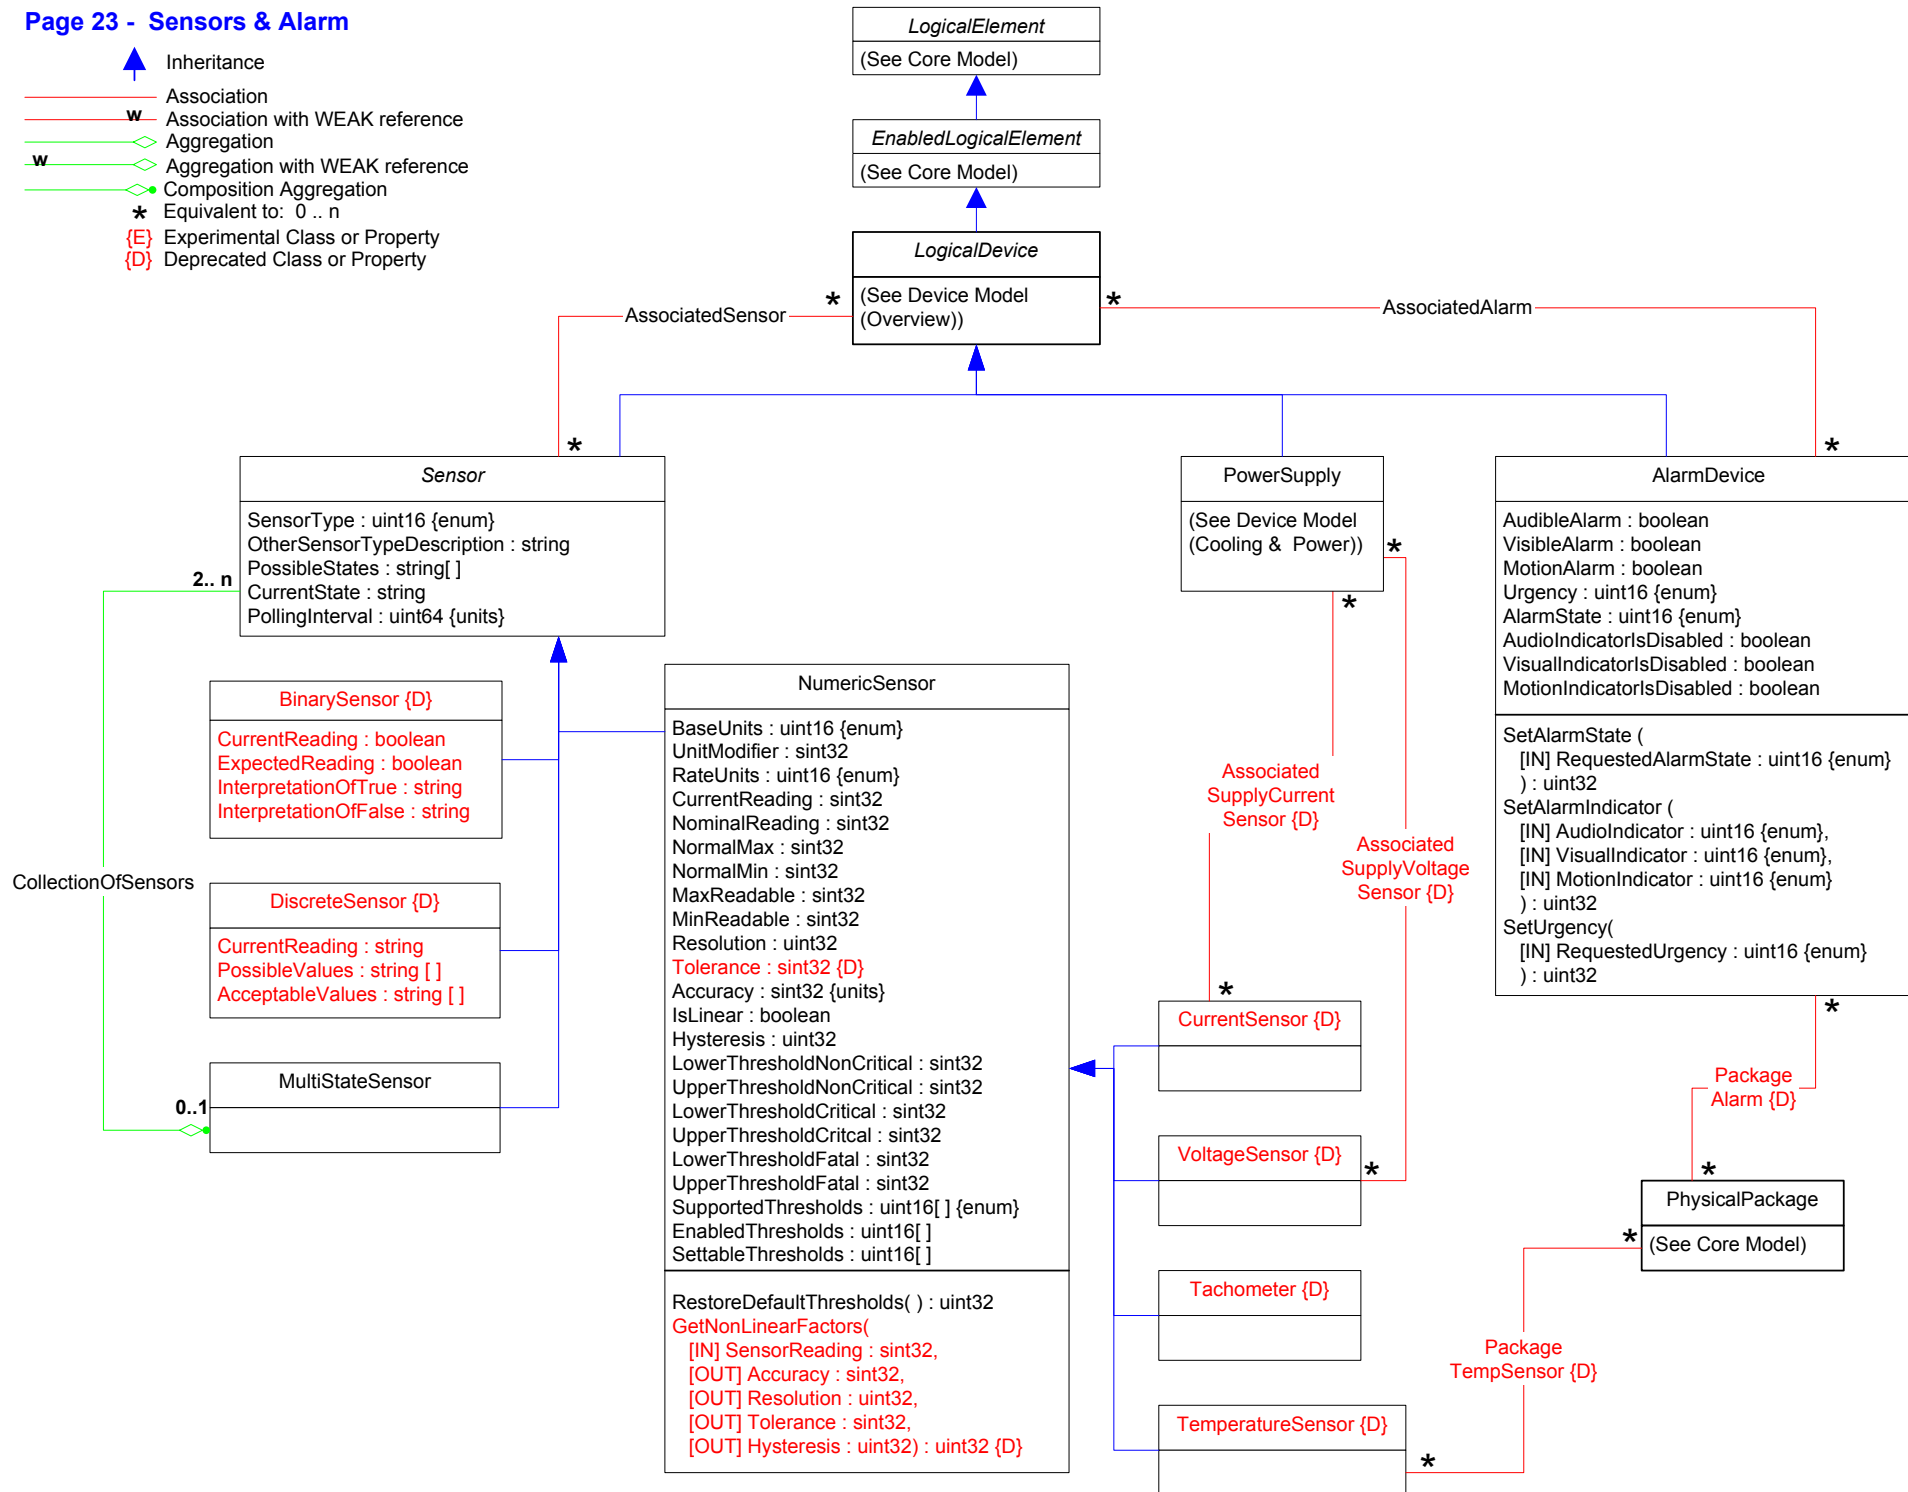 Page 23 - Sensors & Alarm
Inheritance
Association
w
Association with WEAK reference
Aggregation
w
Aggregation with WEAK reference
Composition Aggregation
* Equivalent to: 0 .. n
{E} Experimental Class or Property
{D} Deprecated Class or Property
LogicalElement
(See Core Model)
EnabledLogicalElement
(See Core Model)
LogicalDevice
(See Device Model
(Overview))
*
*
AssociatedSensor
AssociatedAlarm
*
*
Sensor
SensorType : uint16 {enum}
OtherSensorTypeDescription : string
PossibleStates : string[ ]
CurrentState : string
PollingInterval : uint64 {units}
2.. n
PowerSupply
(See Device Model
(Cooling & Power))
*
*
AlarmDevice
AudibleAlarm : boolean
VisibleAlarm : boolean
MotionAlarm : boolean
Urgency : uint16 {enum}
AlarmState : uint16 {enum}
AudioIndicatorIsDisabled : boolean
VisualIndicatorIsDisabled : boolean
MotionIndicatorIsDisabled : boolean
SetAlarmState (
[IN] RequestedAlarmState : uint16 {enum}
) : uint32
SetAlarmIndicator (
[IN] AudioIndicator : uint16 {enum},
[IN] VisualIndicator : uint16 {enum},
[IN] MotionIndicator : uint16 {enum}
) : uint32
SetUrgency(
[IN] RequestedUrgency : uint16 {enum}
) : uint32
*
BinarySensor {D}
CurrentReading : boolean
ExpectedReading : boolean
InterpretationOfTrue : string
InterpretationOfFalse : string
CollectionOfSensors
DiscreteSensor {D}
CurrentReading : string
PossibleValues : string [ ]
AcceptableValues : string [ ]
MultiStateSensor
0..1
NumericSensor
BaseUnits : uint16 {enum}
UnitModifier : sint32
RateUnits : uint16 {enum}
CurrentReading : sint32
NominalReading : sint32
NormalMax : sint32
NormalMin : sint32
MaxReadable : sint32
MinReadable : sint32
Resolution : uint32
Tolerance : sint32 {D}
Accuracy : sint32 {units}
IsLinear : boolean
Hysteresis : uint32
LowerThresholdNonCritical : sint32
UpperThresholdNonCritical : sint32
LowerThresholdCritical : sint32
UpperThresholdCritcal : sint32
LowerThresholdFatal : sint32
UpperThresholdFatal : sint32
SupportedThresholds : uint16[ ] {enum}
EnabledThresholds : uint16[ ]
SettableThresholds : uint16[ ]
RestoreDefaultThresholds( ) : uint32
GetNonLinearFactors(
[IN] SensorReading : sint32,
[OUT] Accuracy : sint32,
[OUT] Resolution : uint32,
[OUT] Tolerance : sint32,
[OUT] Hysteresis : uint32) : uint32 {D}
Associated
SupplyCurrent
Sensor {D}
Associated
SupplyVoltage
Sensor {D}
*
CurrentSensor {D}
VoltageSensor {D}
*
Tachometer {D}
TemperatureSensor {D}
*
Package
Alarm {D}
*
PhysicalPackage
(See Core Model)
*
Package
TempSensor {D}